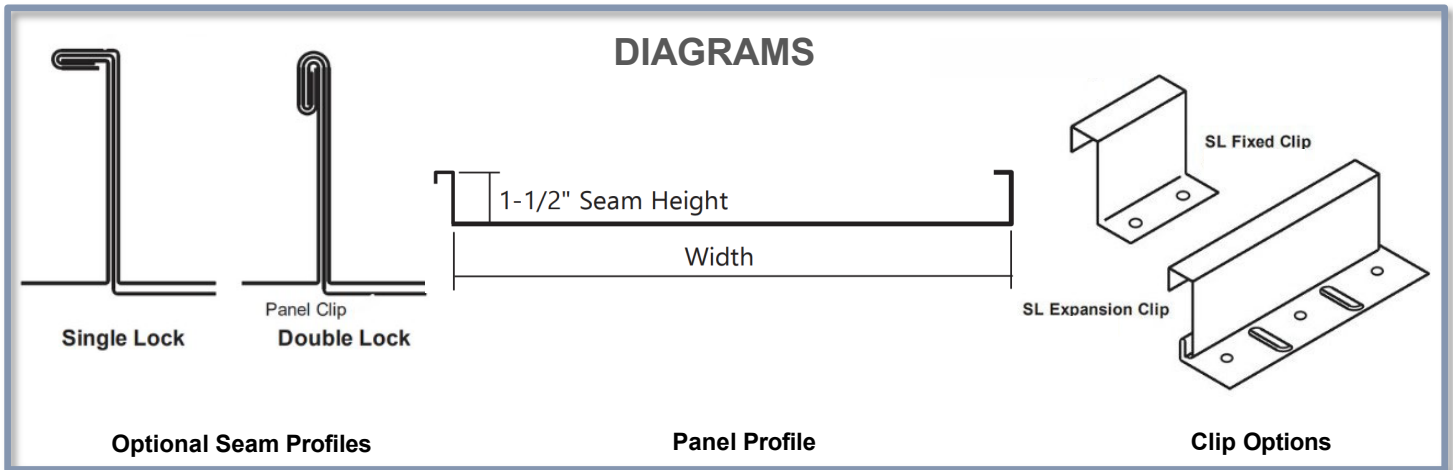 DIAGRAMS
SL Fixed Clip
1-1/2" Seam Height
Width
SL Expansion Clip
Panel Clip
Single Lock
Double Lock
Optional Seam Profiles
Panel Profile
Clip Options